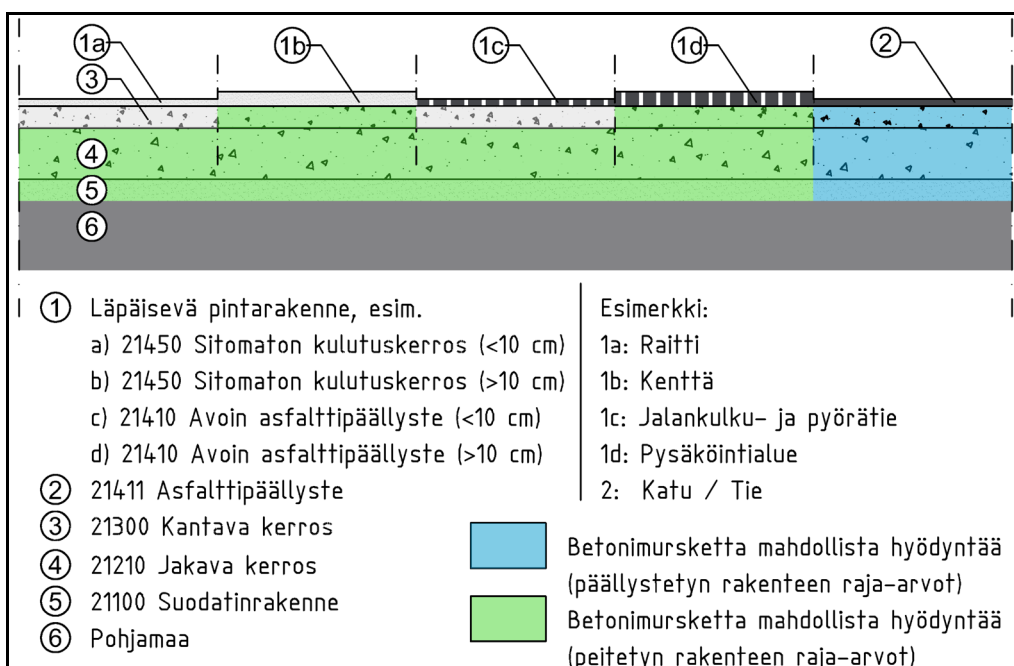 1a
1b
1c
1d
2
3
4
5
6
1 Läpäisevä pintarakenne, esim.
a) 21450 Sitomaton kulutuskerros (<10 cm)
b) 21450 Sitomaton kulutuskerros (>10 cm)
c) 21410 Avoin asfalttipäällyste (<10 cm)
d) 21410 Avoin asfalttipäällyste (>10 cm)
2 21411 Asfalttipäällyste
3 21300 Kantava kerros
4 21210 Jakava kerros
5 21100 Suodatinrakenne
6 Pohjamaa
Esimerkki:
1a: Raitti
1b: Kenttä
1c: Jalankulku- ja pyörätie
1d: Pysäköintialue
2: Katu / Tie
Betonimursketta mahdollista hyödyntää
(päällystetyn rakenteen raja-arvot)
Betonimursketta mahdollista hyödyntää
(peitetyn rakenteen raja-arvot)